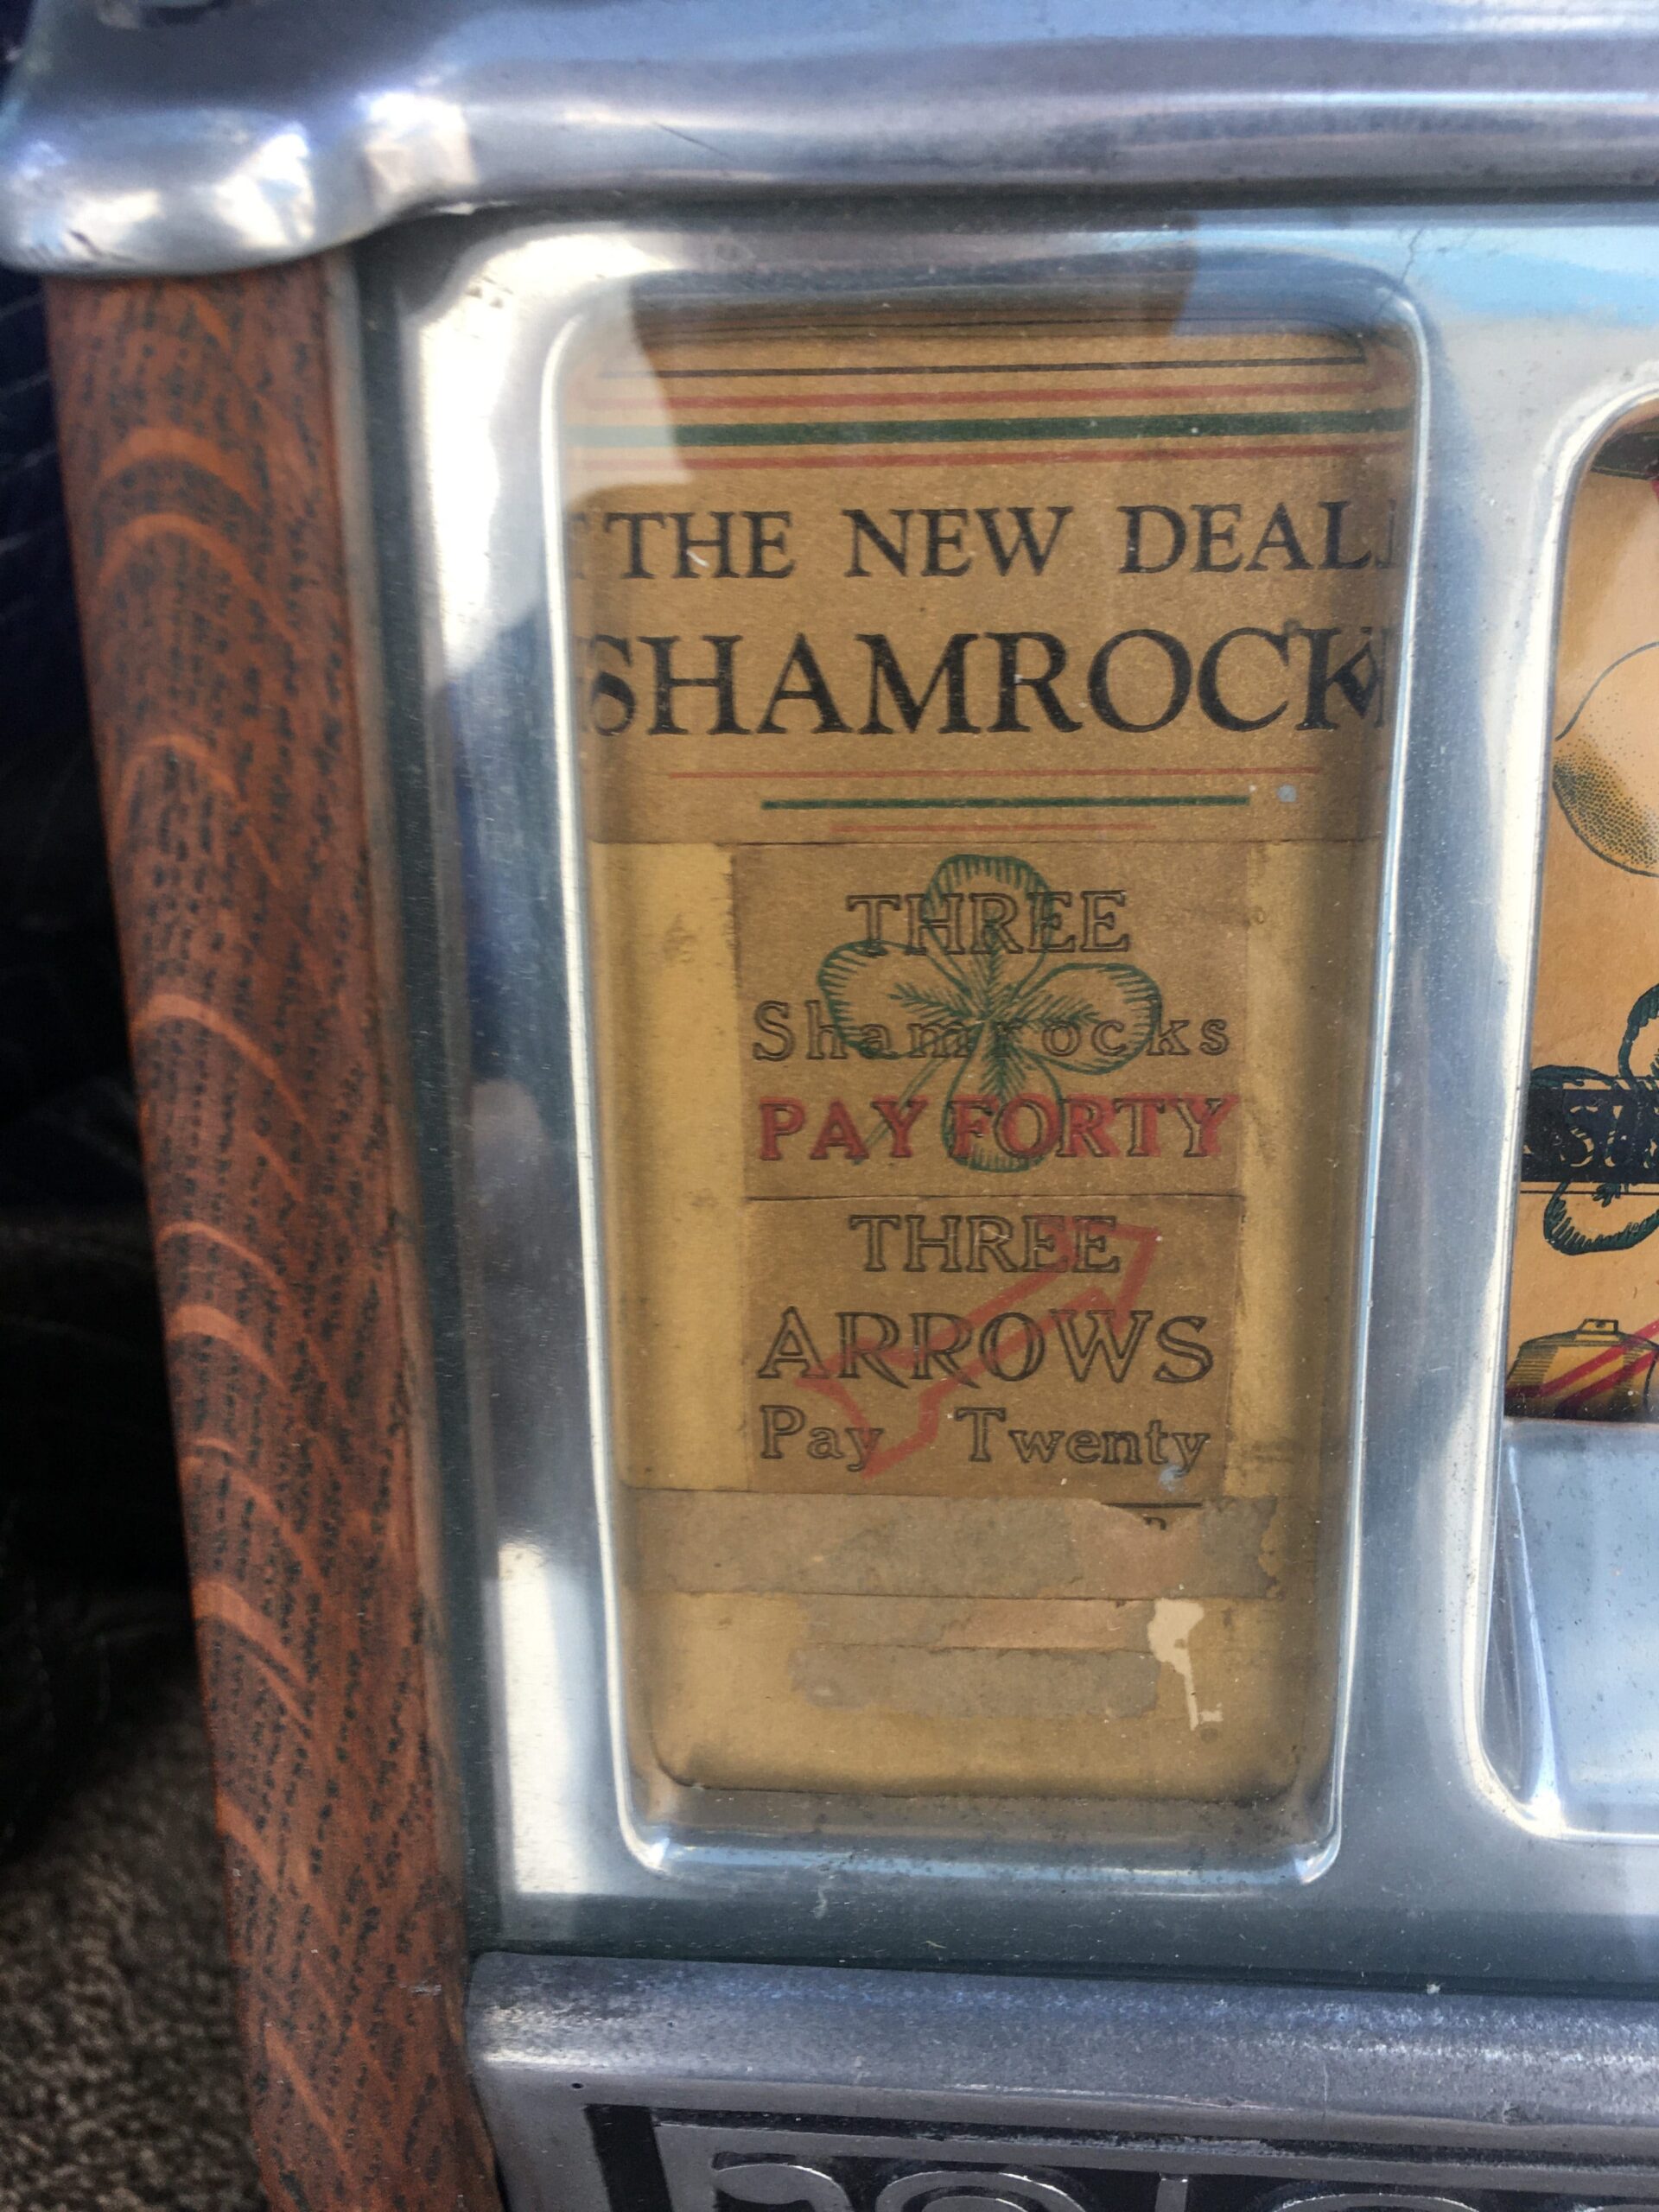 THE NEW DEAL
SHAMROCK
THREE
Shamrocks
PAY FORTY
THREE
ARROWS
Pay Twenty